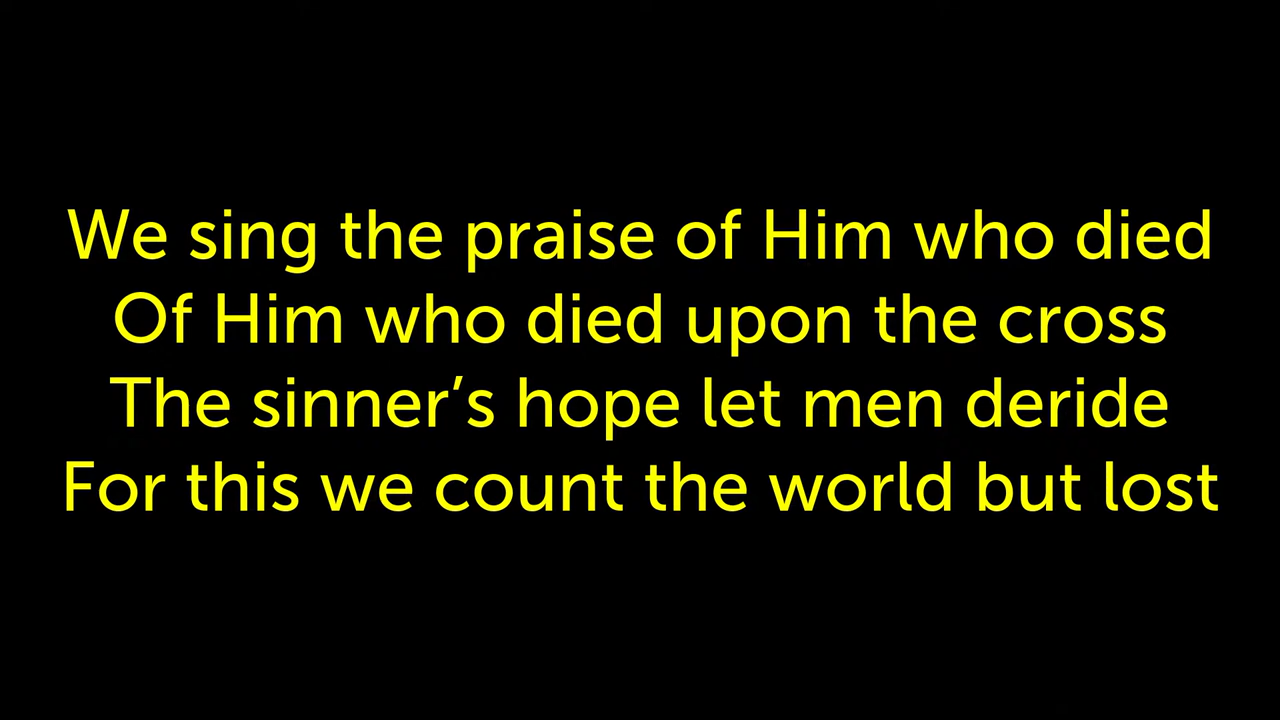 We sing the praise of Him who died
Of Him who died upon the cross
The sinner’s hope let men deride
For this we count the world but lost